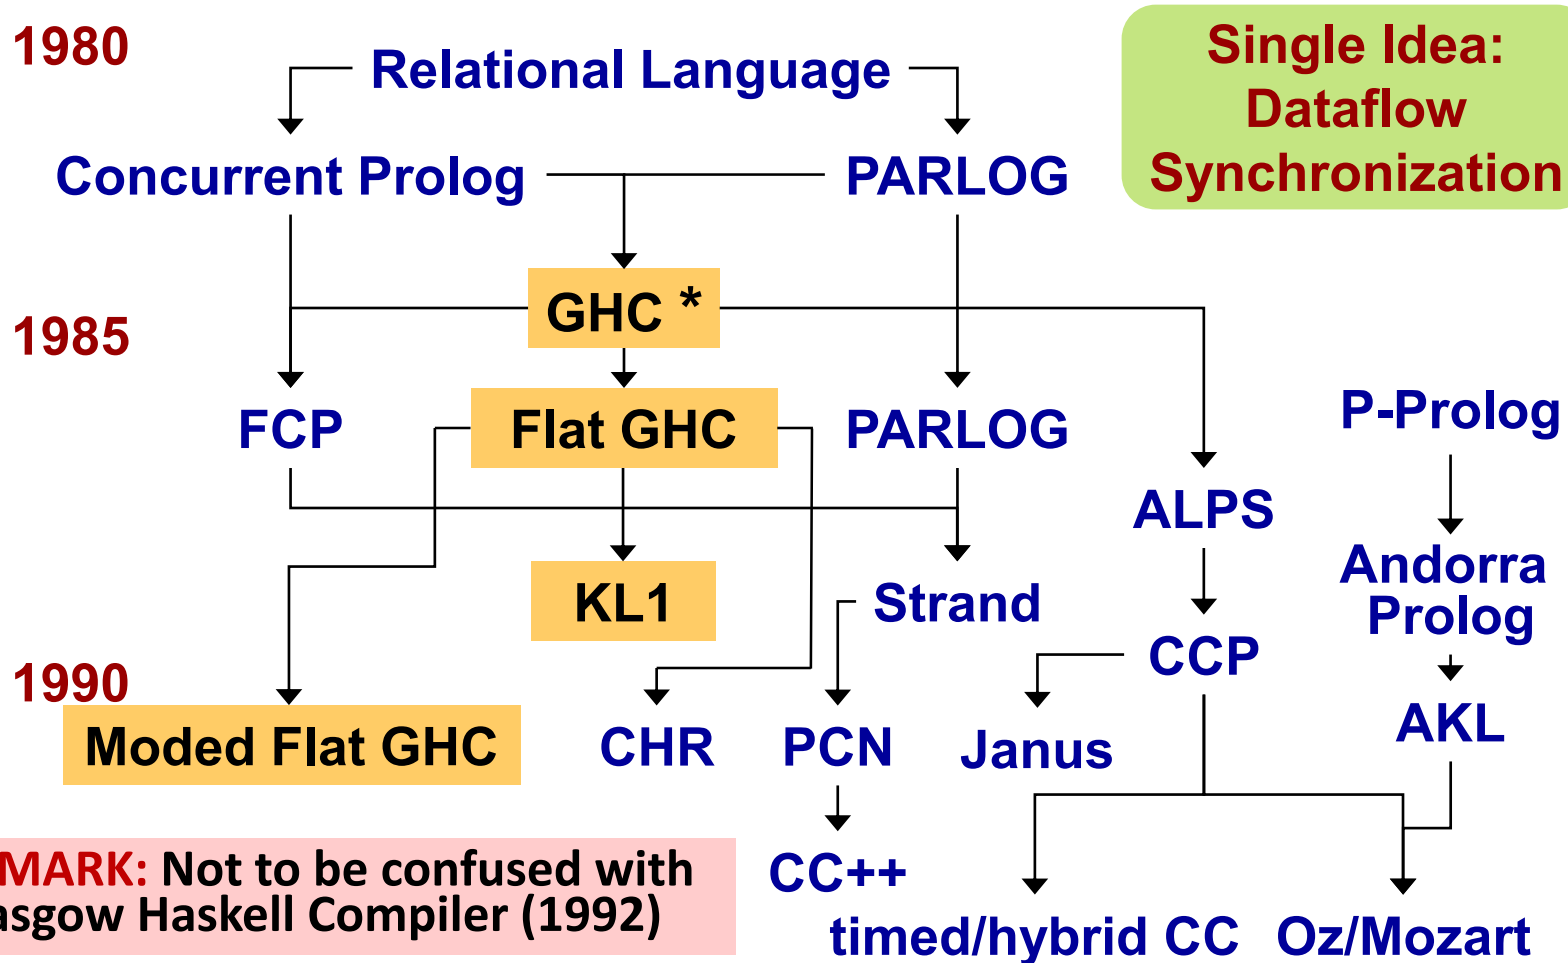 1980
Relational Language
Single Idea:
Dataflow
Synchronization
Concurrent Prolog
PARLOG
GHC *
1985
FCP
Flat GHC
PARLOG
P-Prolog
ALPS
Andorra
Prolog
KL1
Strand
CCP
1990
Moded Flat GHC
CHR
PCN
Janus
AKL
MARK: Not to be confused with
asgow Haskell Compiler (1992)
CC++
timed/hybrid CC
Oz/Mozart